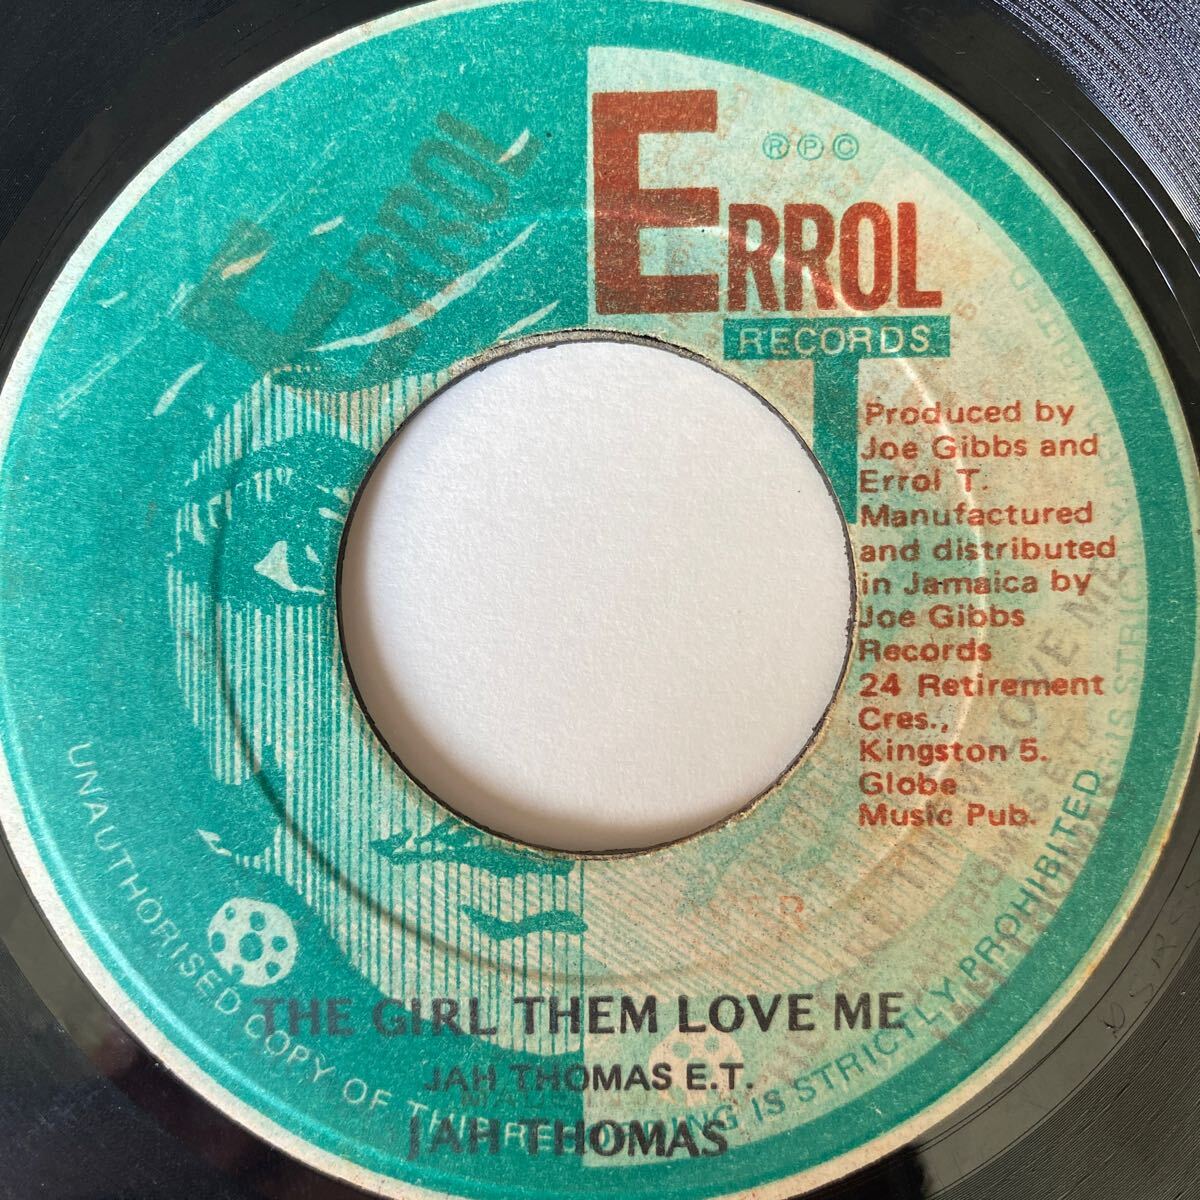 ERROL
RECORDS.
Ⓡ Ⓟ Ⓒ
Produced by
Joe Gibbs and
Errol T.
Manufactured
and distributed
in Jamaica by
Joe Gibbs
Records
24 Retirement
Cres.,
Kingston 5.
Globe
Music Pub.
THE GIRL THEM LOVE ME
JAH THOMAS E.T.
JAH THOMAS
UNAUTHORISED COPY OF THIS RECORDING IS STRICTLY PROHIBITED
ERROL